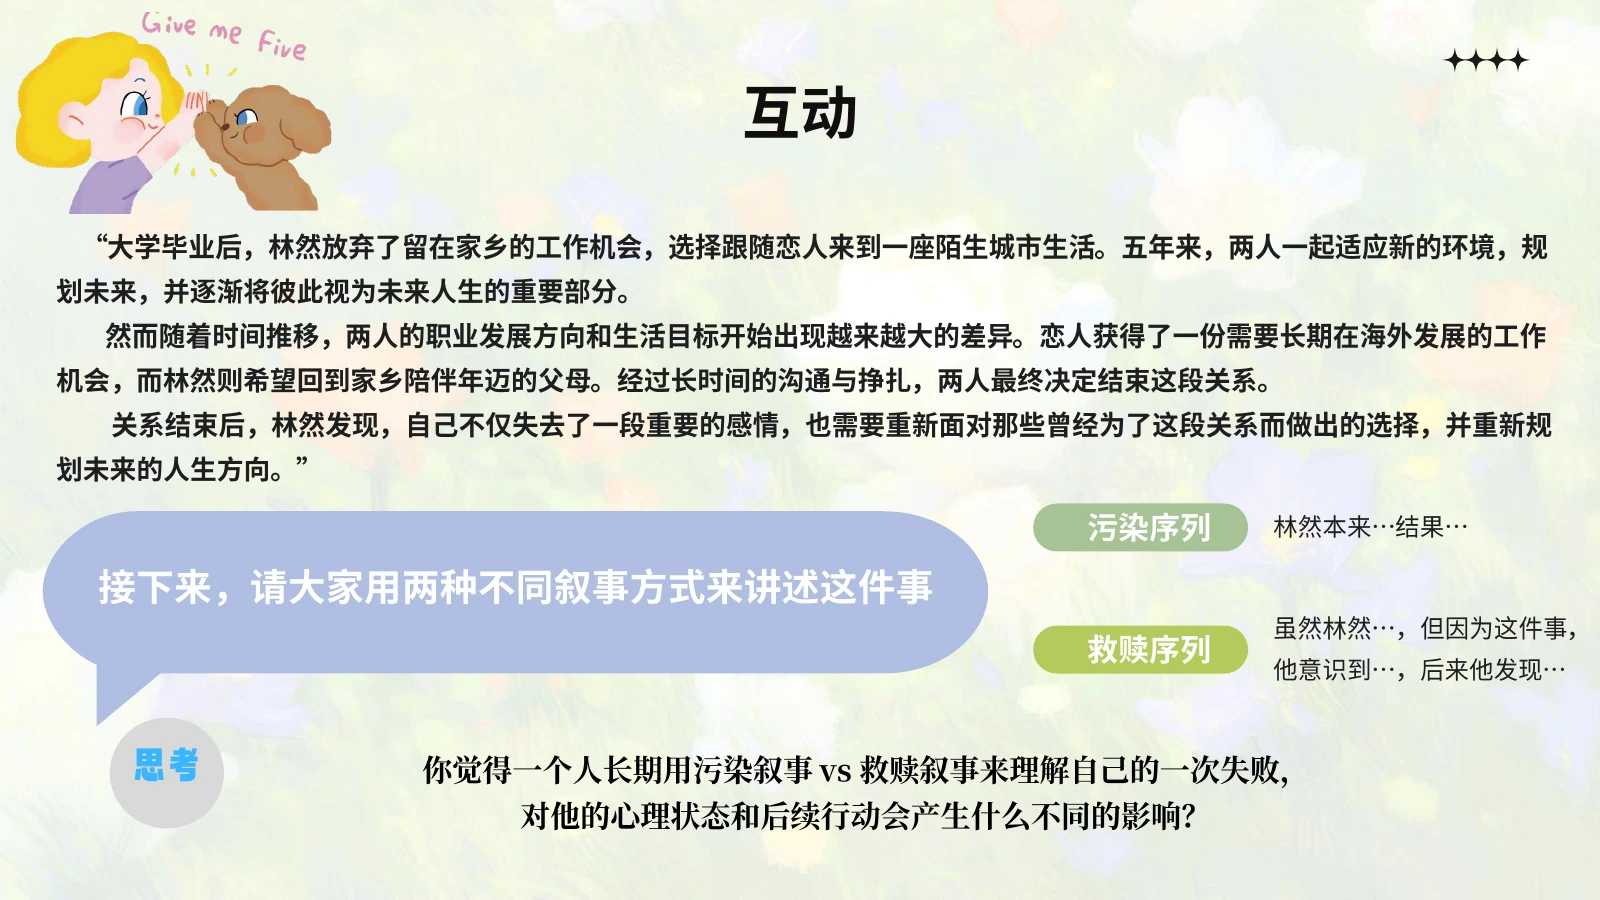 Give me Five
互动
“大学毕业后，林然放弃了留在家乡的工作机会，选择跟随恋人来到一座陌生城市生活。五年来，两人一起适应新的环境，规
划未来，并逐渐将彼此视为未来人生的重要部分。
然而随着时间推移，两人的职业发展方向和生活目标开始出现越来越大的差异。恋人获得了一份需要长期在海外发展的工作
机会，而林然则希望回到家乡陪伴年迈的父母。经过长时间的沟通与挣扎，两人最终决定结束这段关系。
关系结束后，林然发现，自己不仅失去了一段重要的感情，也需要重新面对那些曾经为了这段关系而做出的选择，并重新规
划未来的人生方向。”
接下来，请大家用两种不同叙事方式来讲述这件事
污染序列
林然本来…结果…
救赎序列
虽然林然…，但因为这件事，
他意识到…，后来他发现…
思考
你觉得一个人长期用污染叙事 vs 救赎叙事来理解自己的一次失败，
对他的心理状态和后续行动会产生什么不同的影响？